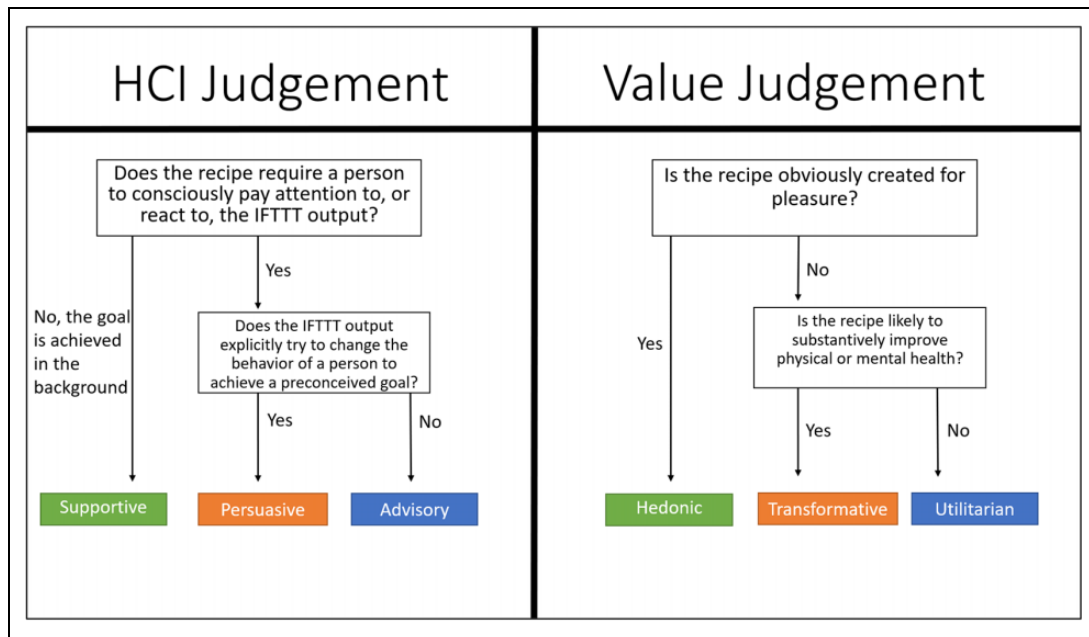 HCI Judgement
Does the recipe require a person
to consciously pay attention to, or
react to, the IFTTT output?
Yes
No, the goal
is achieved
in the
background
Does the IFTTT output
explicitly try to change the
behavior of a person to
achieve a preconceived goal?
Yes
No
Supportive
Persuasive
Advisory
Value Judgement
Is the recipe obviously created for
pleasure?
No
Yes
Is the recipe likely to
substantively improve
physical or mental health?
Yes
No
Hedonic
Transformative
Utilitarian